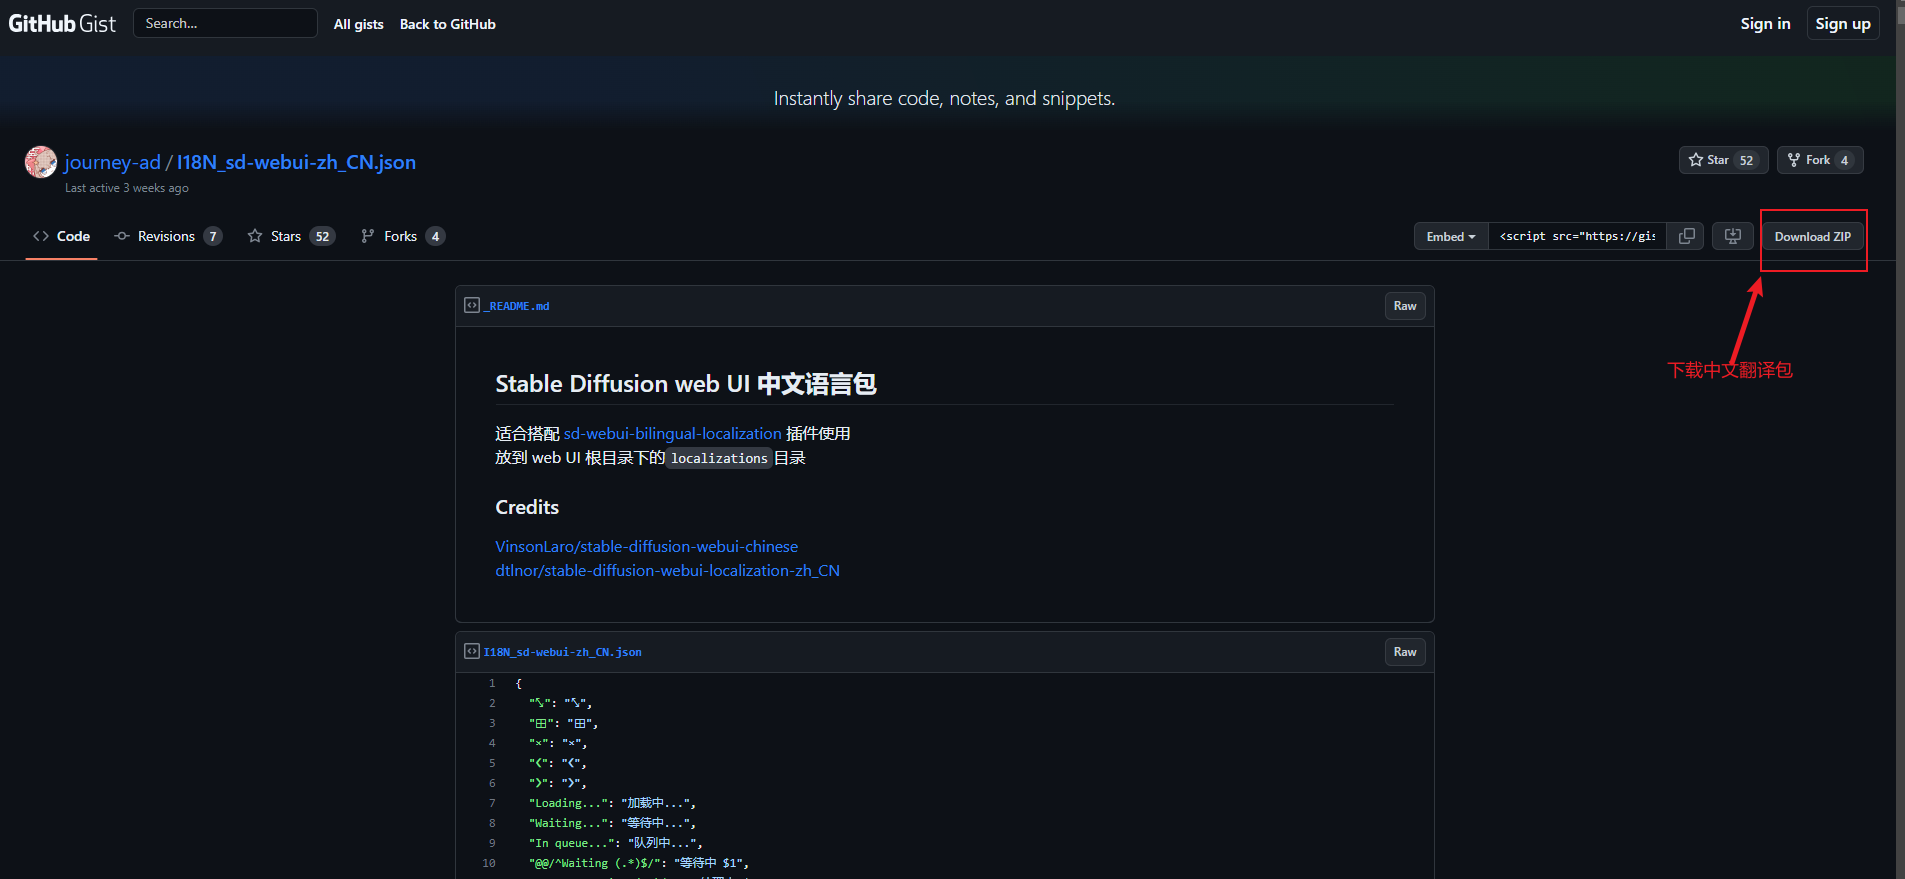 GitHub Gist Search... All gists Back to GitHub Sign in Sign up
Instantly share code, notes, and snippets.
journey-ad / I18N_sd-webui-zh_CN.json Star 52 Fork 4
Last active 3 weeks ago
Code Revisions 7 Stars 52 Forks 4 Embed <script src="https://gis Download ZIP
_README.md Raw
下载中文翻译包
Stable Diffusion web UI 中文语言包
适合搭配 sd-webui-bilingual-localization 插件使用
放到 web UI 根目录下的 localizations 目录
Credits
VinsonLaro/stable-diffusion-webui-chinese
dtlnor/stable-diffusion-webui-localization-zh_CN
I18N_sd-webui-zh_CN.json Raw
1 {
2 "⤡": "⤡",
3 "⊞": "⊞",
4 "×": "×",
5 "❮": "❮",
6 "❯": "❯",
7 "Loading...": "加载中...",
8 "Waiting...": "等待中...",
9 "In queue...": "队列中...",
10 "@@/^Waiting (.*)$/": "等待中 $1",